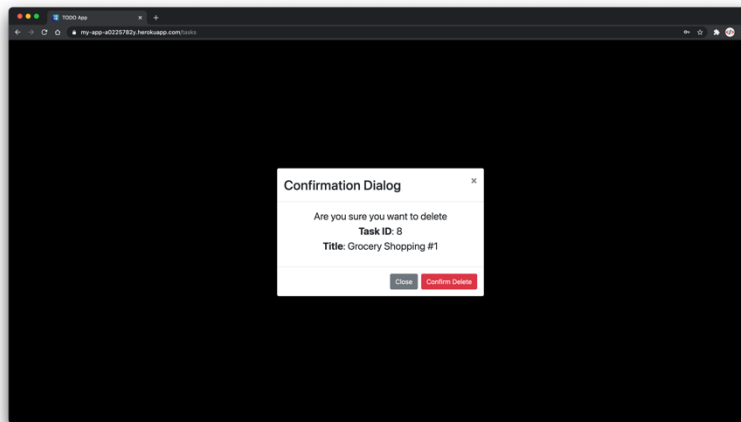 TODO App
my-app-a0225782y.herokuapp.com/tasks
Confirmation Dialog
×
Are you sure you want to delete
Task ID: 8
Title: Grocery Shopping #1
Close
Confirm Delete